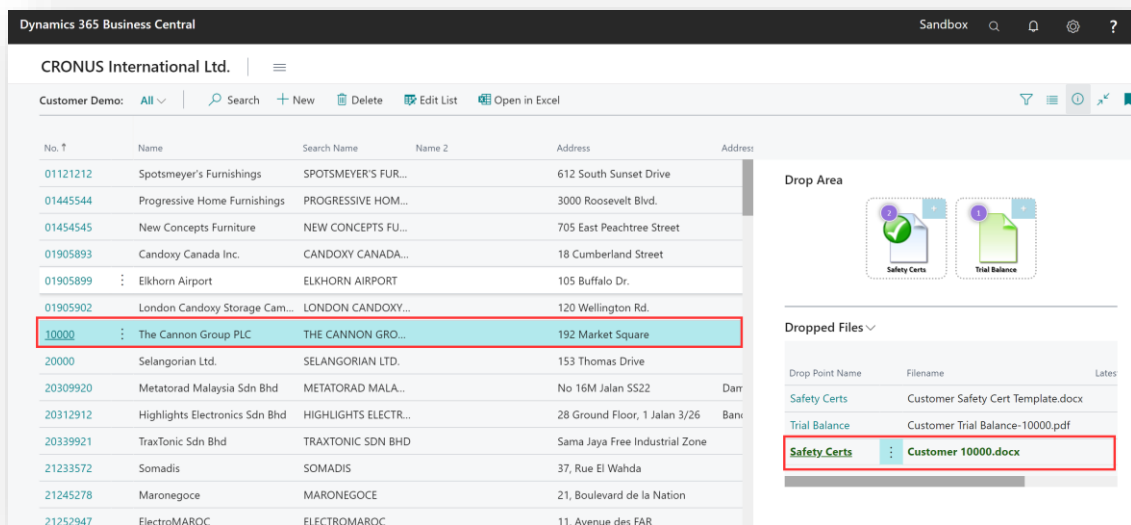 Dynamics 365 Business Central Sandbox ?
CRONUS International Ltd.
Customer Demo: All Search New Delete Edit List Open in Excel
No. ↑ Name Search Name Name 2 Address Address
01121212 Spotsmeyer's Furnishings SPOTSMEYER'S FUR... 612 South Sunset Drive
01445544 Progressive Home Furnishings PROGRESSIVE HOM... 3000 Roosevelt Blvd.
01454545 New Concepts Furniture NEW CONCEPTS FU... 705 East Peachtree Street
01905893 Candoxy Canada Inc. CANDOXY CANADA... 18 Cumberland Street
01905899 Elkhorn Airport ELKHORN AIRPORT 105 Buffalo Dr.
01905902 London Candoxy Storage Cam... LONDON CANDOXY... 120 Wellington Rd.
10000 The Cannon Group PLC THE CANNON GRO... 192 Market Square
20000 Selangorian Ltd. SELANGORIAN LTD. 153 Thomas Drive
20309920 Metatorad Malaysia Sdn Bhd METATORAD MALA... No 16M Jalan SS22 Dam
20312912 Highlights Electronics Sdn Bhd HIGHLIGHTS ELECTR... 28 Ground Floor, 1 Jalan 3/26 Band
20339921 TraxTonic Sdn Bhd TRAXTONIC SDN BHD Sama Jaya Free Industrial Zone
21233572 Somadis SOMADIS 37, Rue El Wahda
21245278 Maronegoce MARONEGOCE 21, Boulevard de la Nation
21252947 ElectroMAROC ELECTROMAROC 11, Avenue des FAR
Drop Area
2 + 1 +
Safety Certs Trial Balance
Dropped Files
Drop Point Name Filename Lates
Safety Certs Customer Safety Cert Template.docx
Trial Balance Customer Trial Balance-10000.pdf
Safety Certs Customer 10000.docx